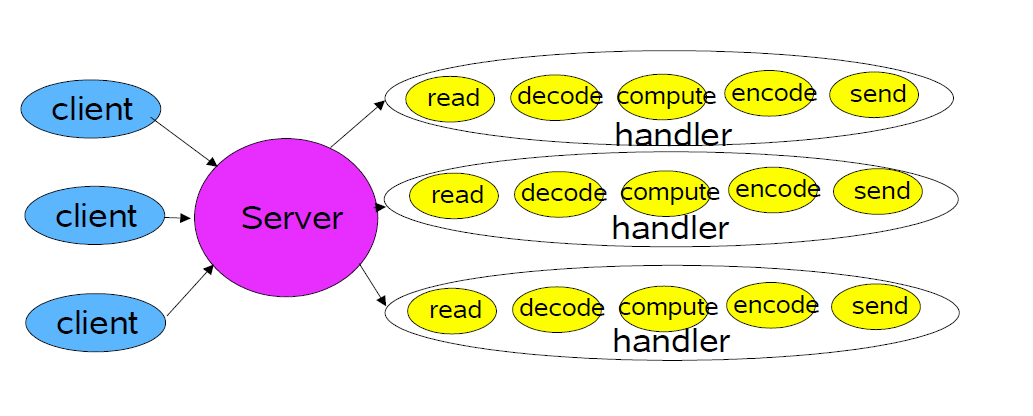 client
client
client
Server
read decode compute encode send
handler
read decode compute encode send
handler
read decode compute encode send
handler